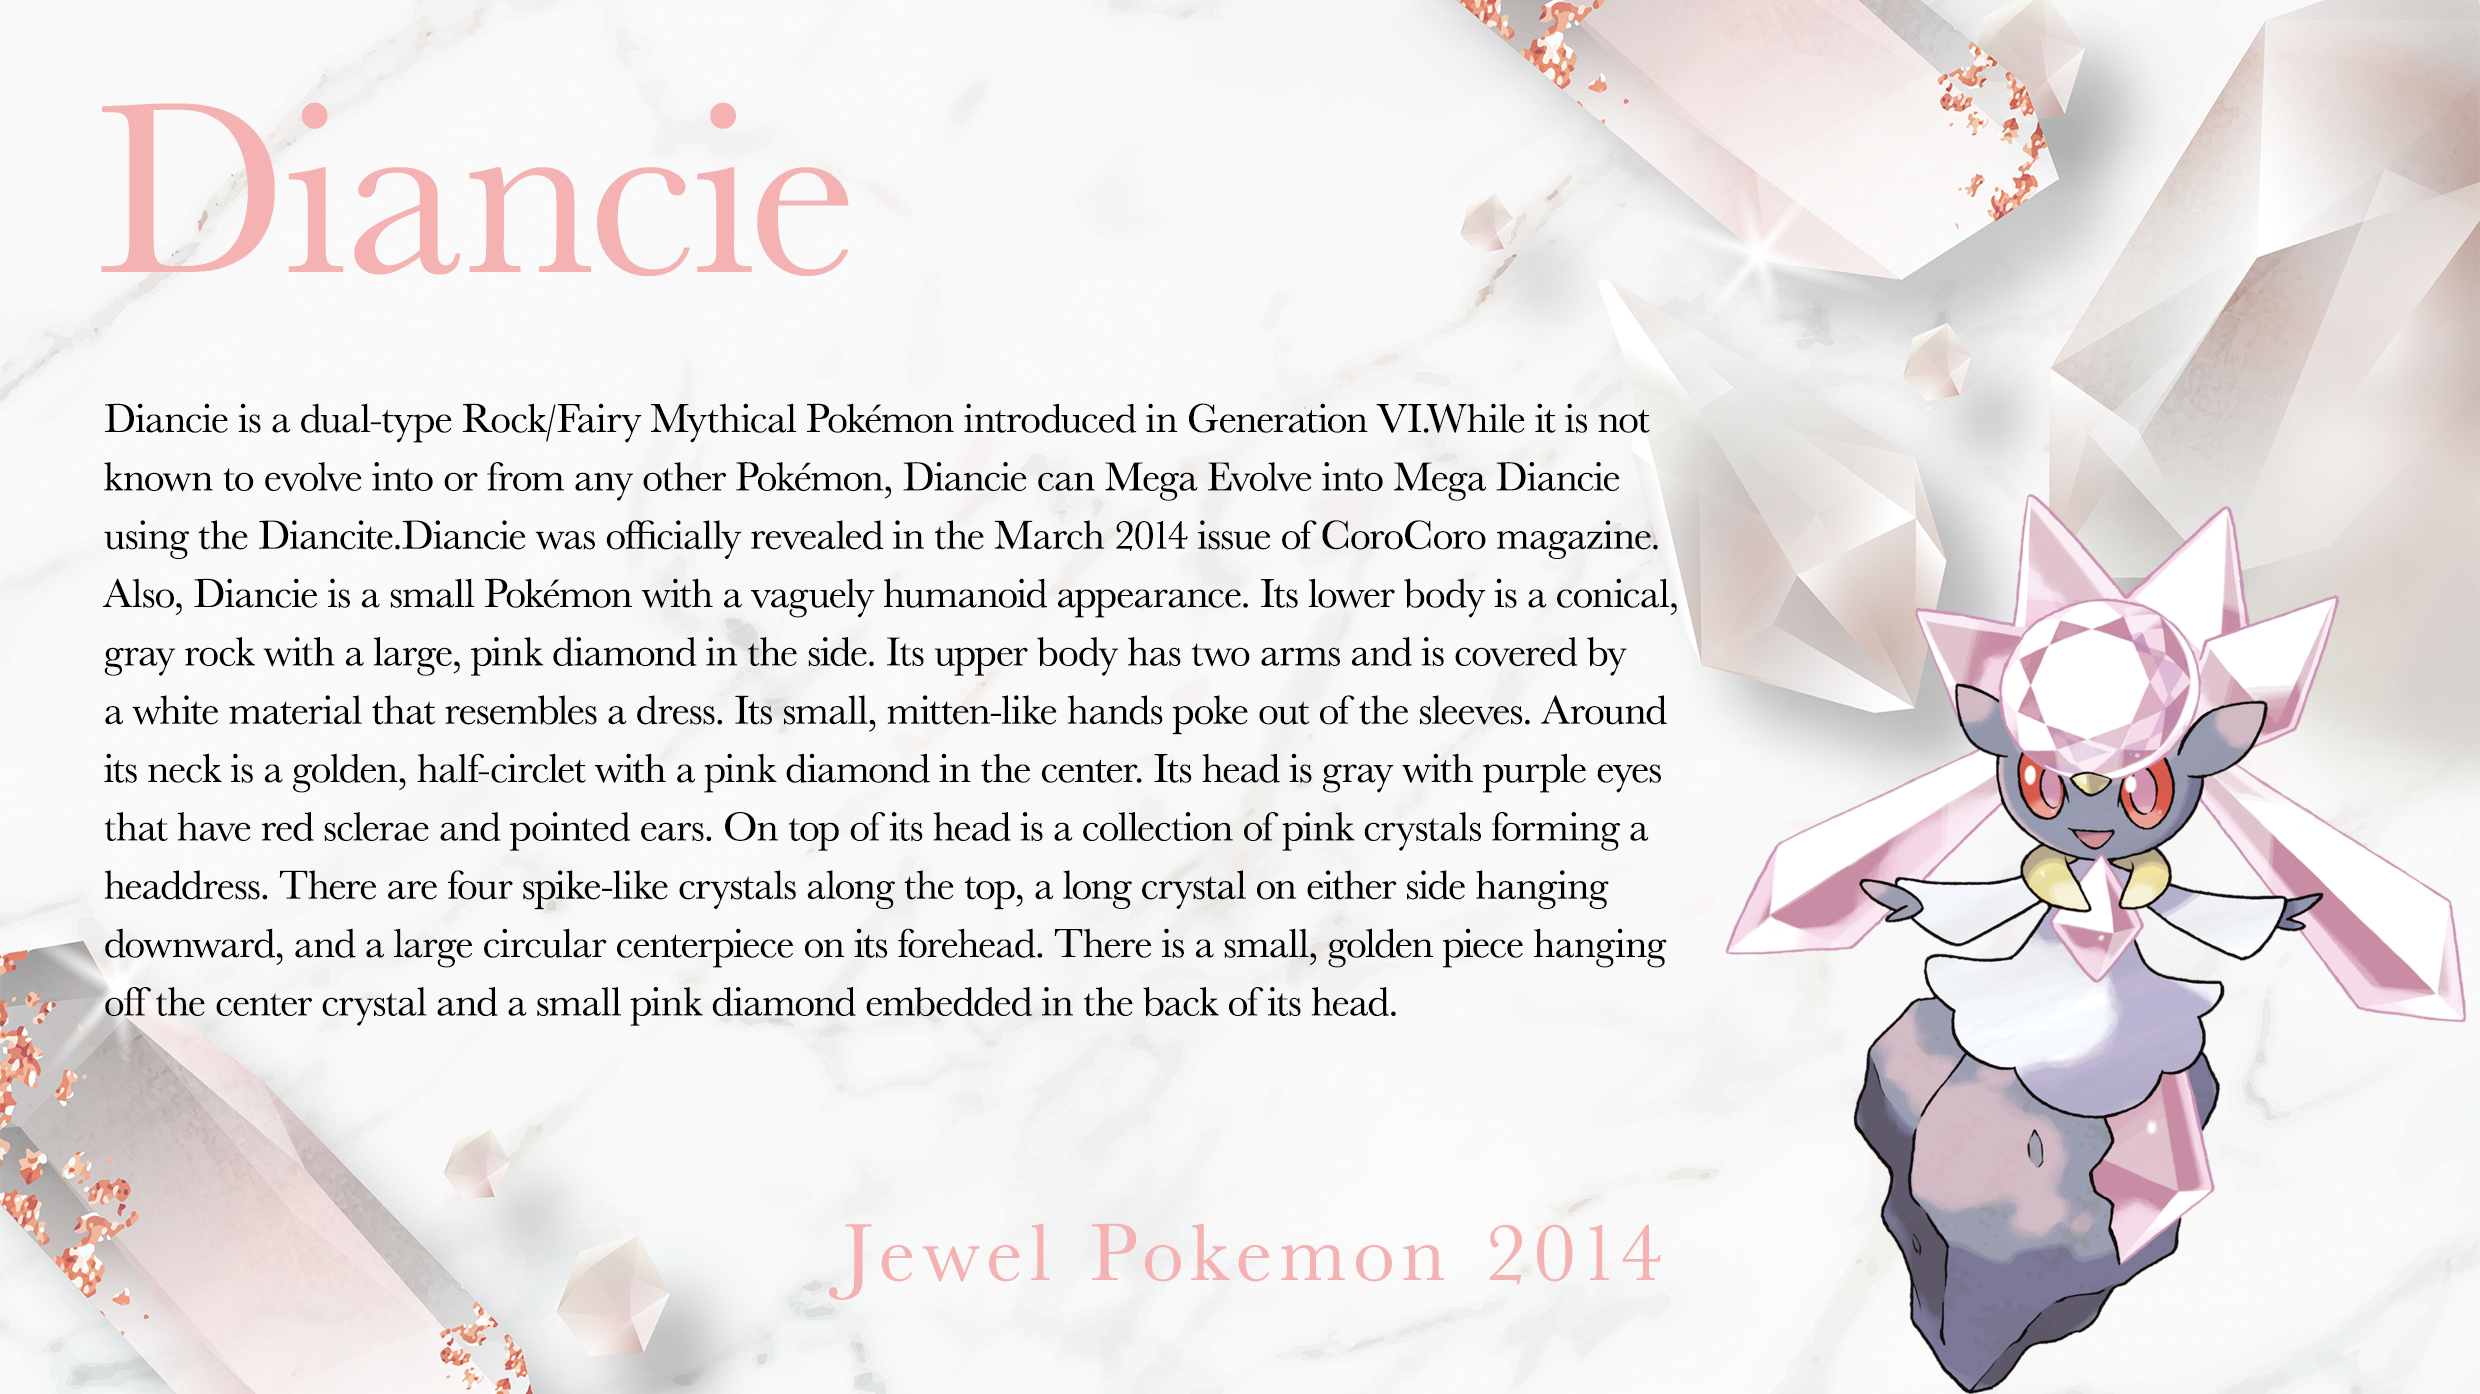 Diancie
Diancie is a dual-type Rock/Fairy Mythical Pokémon introduced in Generation VI.While it is not
known to evolve into or from any other Pokémon, Diancie can Mega Evolve into Mega Diancie
using the Diancite.Diancie was officially revealed in the March 2014 issue of CoroCoro magazine.
Also, Diancie is a small Pokémon with a vaguely humanoid appearance. Its lower body is a conical,
gray rock with a large, pink diamond in the side. Its upper body has two arms and is covered by
a white material that resembles a dress. Its small, mitten-like hands poke out of the sleeves. Around
its neck is a golden, half-circlet with a pink diamond in the center. Its head is gray with purple eyes
that have red sclerae and pointed ears. On top of its head is a collection of pink crystals forming a
headdress. There are four spike-like crystals along the top, a long crystal on either side hanging
downward, and a large circular centerpiece on its forehead. There is a small, golden piece hanging
off the center crystal and a small pink diamond embedded in the back of its head.
Jewel Pokemon 2014